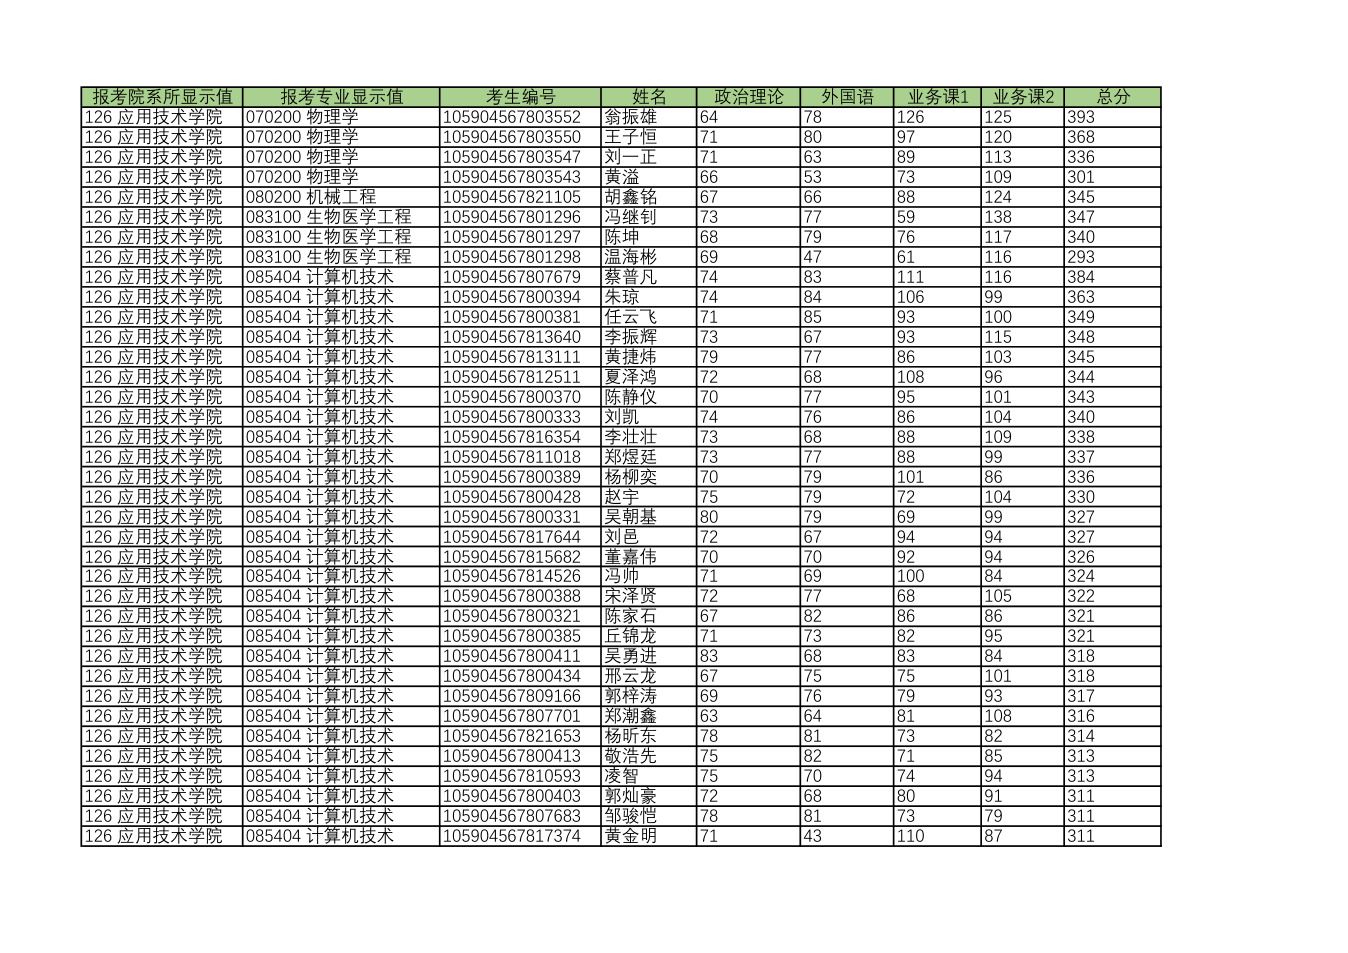 报考院系所显示值 报考专业显示值 考生编号 姓名 政治理论 外国语 业务课1 业务课2 总分
126 应用技术学院 070200 物理学 105904567803552 翁振雄 64 78 126 125 393
126 应用技术学院 070200 物理学 105904567803550 王子恒 71 80 97 120 368
126 应用技术学院 070200 物理学 105904567803547 刘一正 71 63 89 113 336
126 应用技术学院 070200 物理学 105904567803543 黄溢 66 53 73 109 301
126 应用技术学院 080200 机械工程 105904567821105 胡鑫铭 67 66 88 124 345
126 应用技术学院 083100 生物医学工程 105904567801296 冯继钊 73 77 59 138 347
126 应用技术学院 083100 生物医学工程 105904567801297 陈坤 68 79 76 117 340
126 应用技术学院 083100 生物医学工程 105904567801298 温海彬 69 47 61 116 293
126 应用技术学院 085404 计算机技术 105904567807679 蔡普凡 74 83 111 116 384
126 应用技术学院 085404 计算机技术 105904567800394 朱琼 74 84 106 99 363
126 应用技术学院 085404 计算机技术 105904567800381 任云飞 71 85 93 100 349
126 应用技术学院 085404 计算机技术 105904567813640 李振辉 73 67 93 115 348
126 应用技术学院 085404 计算机技术 105904567813111 黄捷炜 79 77 86 103 345
126 应用技术学院 085404 计算机技术 105904567812511 夏泽鸿 72 68 108 96 344
126 应用技术学院 085404 计算机技术 105904567800370 陈静仪 70 77 95 101 343
126 应用技术学院 085404 计算机技术 105904567800333 刘凯 74 76 86 104 340
126 应用技术学院 085404 计算机技术 105904567816354 李壮壮 73 68 88 109 338
126 应用技术学院 085404 计算机技术 105904567811018 郑煜廷 73 77 88 99 337
126 应用技术学院 085404 计算机技术 105904567800389 杨柳奕 70 79 101 86 336
126 应用技术学院 085404 计算机技术 105904567800428 赵宇 75 79 72 104 330
126 应用技术学院 085404 计算机技术 105904567800331 吴朝基 80 79 69 99 327
126 应用技术学院 085404 计算机技术 105904567817644 刘邑 72 67 94 94 327
126 应用技术学院 085404 计算机技术 105904567815682 董嘉伟 70 70 92 94 326
126 应用技术学院 085404 计算机技术 105904567814526 冯帅 71 69 100 84 324
126 应用技术学院 085404 计算机技术 105904567800388 宋泽贤 72 77 68 105 322
126 应用技术学院 085404 计算机技术 105904567800321 陈家石 67 82 86 86 321
126 应用技术学院 085404 计算机技术 105904567800385 丘锦龙 71 73 82 95 321
126 应用技术学院 085404 计算机技术 105904567800411 吴勇进 83 68 83 84 318
126 应用技术学院 085404 计算机技术 105904567800434 邢云龙 67 75 75 101 318
126 应用技术学院 085404 计算机技术 105904567809166 郭梓涛 69 76 79 93 317
126 应用技术学院 085404 计算机技术 105904567807701 郑潮鑫 63 64 81 108 316
126 应用技术学院 085404 计算机技术 105904567821653 杨昕东 78 81 73 82 314
126 应用技术学院 085404 计算机技术 105904567800413 敬浩先 75 82 71 85 313
126 应用技术学院 085404 计算机技术 105904567810593 凌智 75 70 74 94 313
126 应用技术学院 085404 计算机技术 105904567800403 郭灿豪 72 68 80 91 311
126 应用技术学院 085404 计算机技术 105904567807683 邹骏恺 78 81 73 79 311
126 应用技术学院 085404 计算机技术 105904567817374 黄金明 71 43 110 87 311